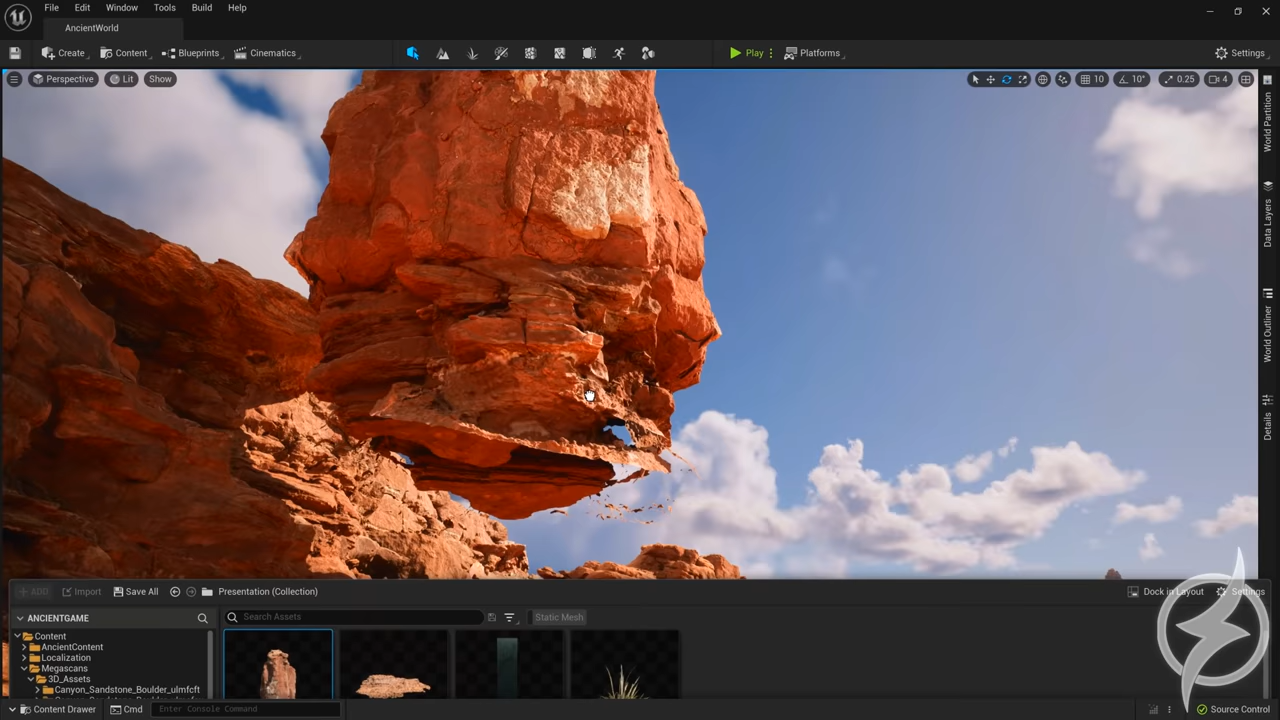 File Edit Window Tools Build Help
AncientWorld
Create Content Blueprints Cinematics Play Platforms Settings
Perspective Lit Show 10 10° 0.25 4
World Partition
Data Layers
World Outliner
Details
ADD Import Save All Presentation (Collection) Dock in Layout Settings
ANCIENTGAME Search Assets Static Mesh
Content
AncientContent
Localization
Megascans
3D_Assets
Canyon_Sandstone_Boulder_ulmfcft
Content Drawer Cmd Enter Console Command Source Control